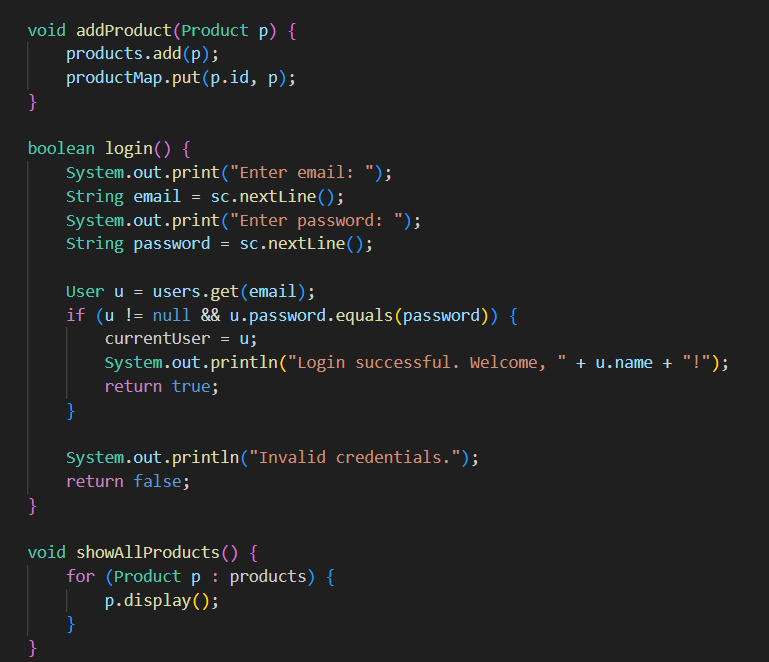 void addProduct(Product p) {
    products.add(p);
    productMap.put(p.id, p);
}

boolean login() {
    System.out.print("Enter email: ");
    String email = sc.nextLine();
    System.out.print("Enter password: ");
    String password = sc.nextLine();

    User u = users.get(email);
    if (u != null && u.password.equals(password)) {
        currentUser = u;
        System.out.println("Login successful. Welcome, " + u.name + "!");
        return true;
    }

    System.out.println("Invalid credentials.");
    return false;
}

void showAllProducts() {
    for (Product p : products) {
        p.display();
    }
}